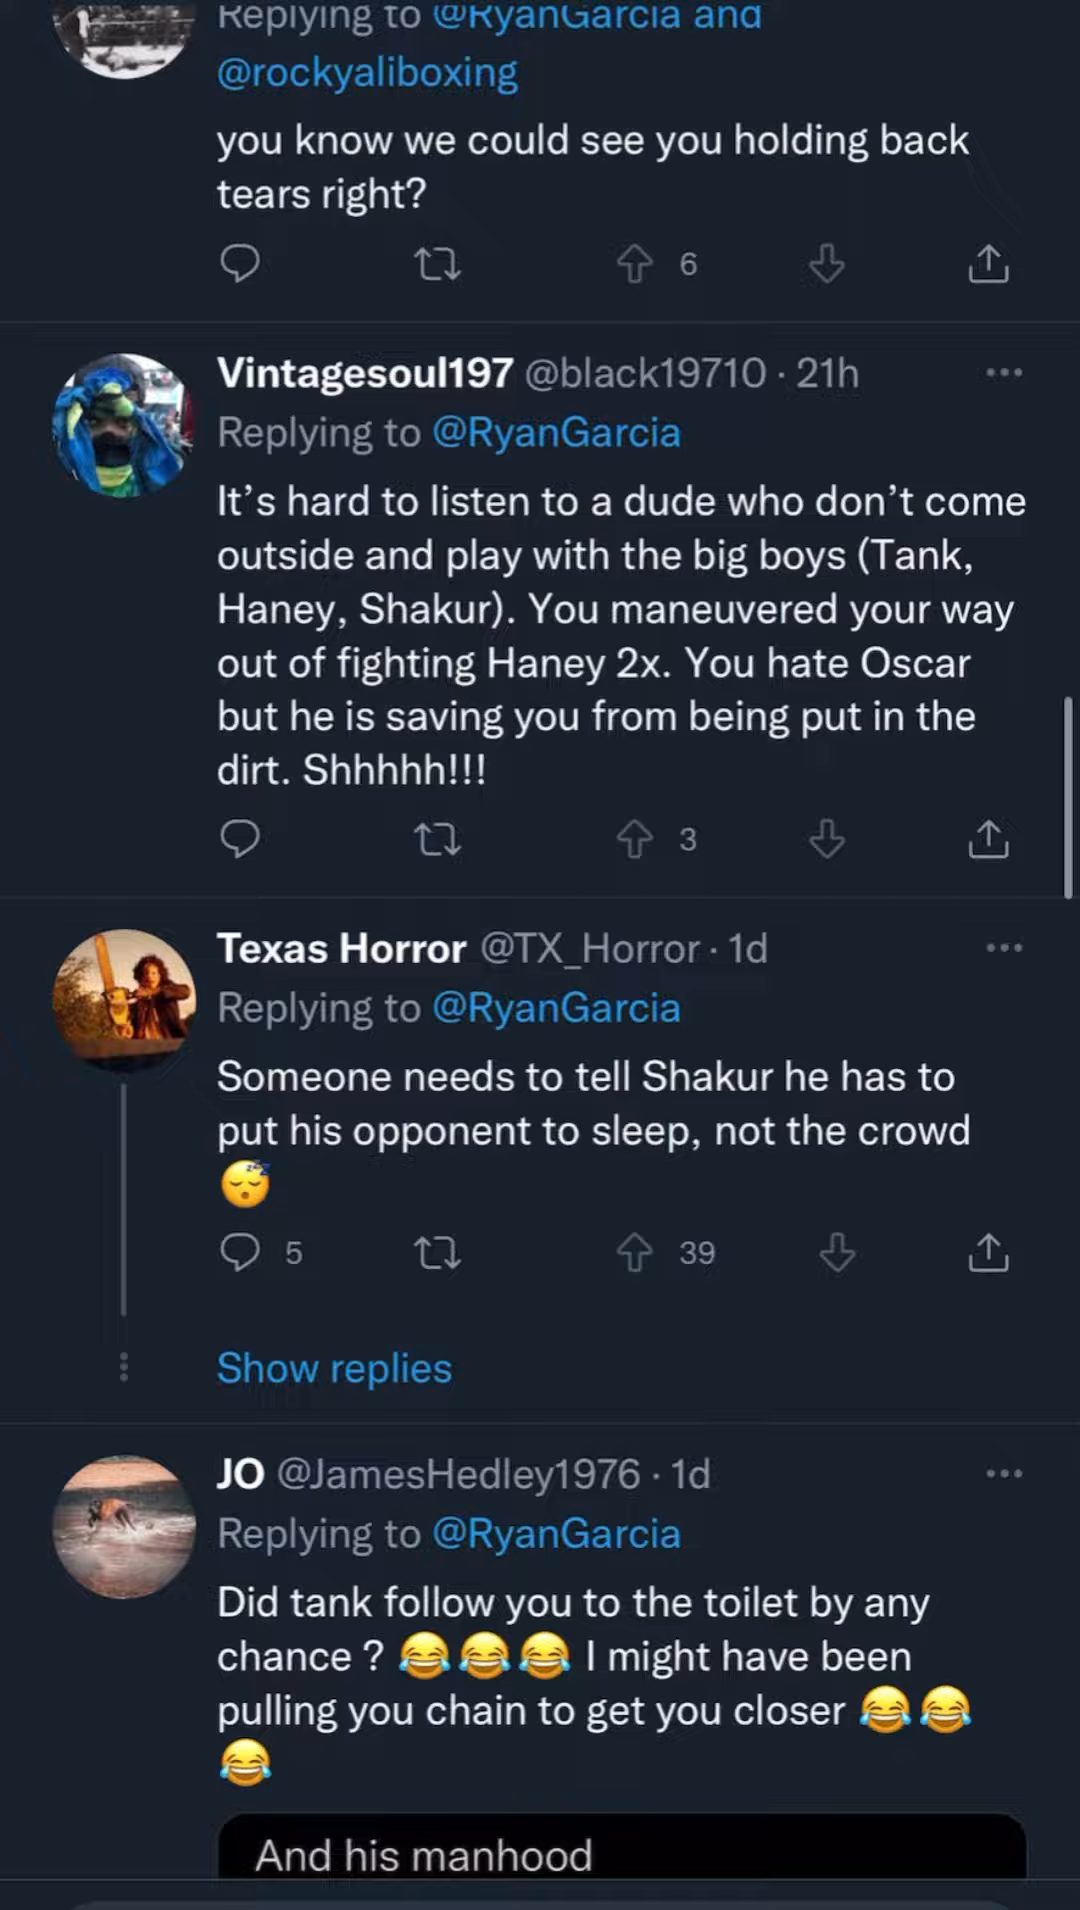 Replying to @RyanGarcia and
@rockyaliboxing
you know we could see you holding back
tears right?
6
Vintagesoul197 @black19710 · 21h
Replying to @RyanGarcia
It's hard to listen to a dude who don't come
outside and play with the big boys (Tank,
Haney, Shakur). You maneuvered your way
out of fighting Haney 2x. You hate Oscar
but he is saving you from being put in the
dirt. Shhhhh!!!
3
Texas Horror @TX_Horror · 1d
Replying to @RyanGarcia
Someone needs to tell Shakur he has to
put his opponent to sleep, not the crowd
😴
5 39
Show replies
JO @JamesHedley1976 · 1d
Replying to @RyanGarcia
Did tank follow you to the toilet by any
chance ? 😂😂😂 I might have been
pulling you chain to get you closer 😂😂
😂
And his manhood